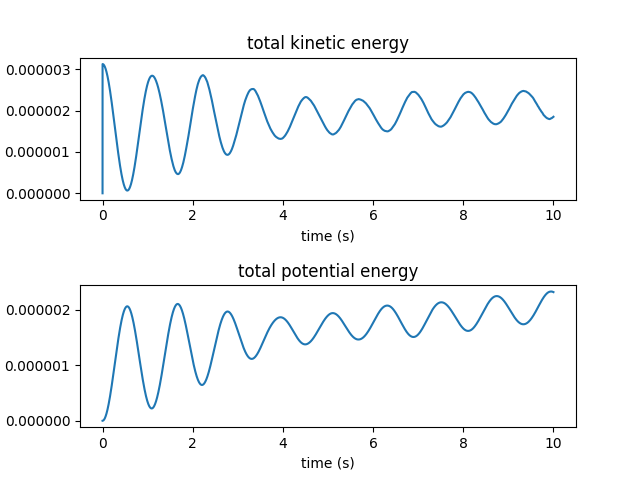 total kinetic energy
0.000003
0.000002
0.000001
0.000000
0 2 4 6 8 10
time (s)
total potential energy
0.000002
0.000001
0.000000
0 2 4 6 8 10
time (s)